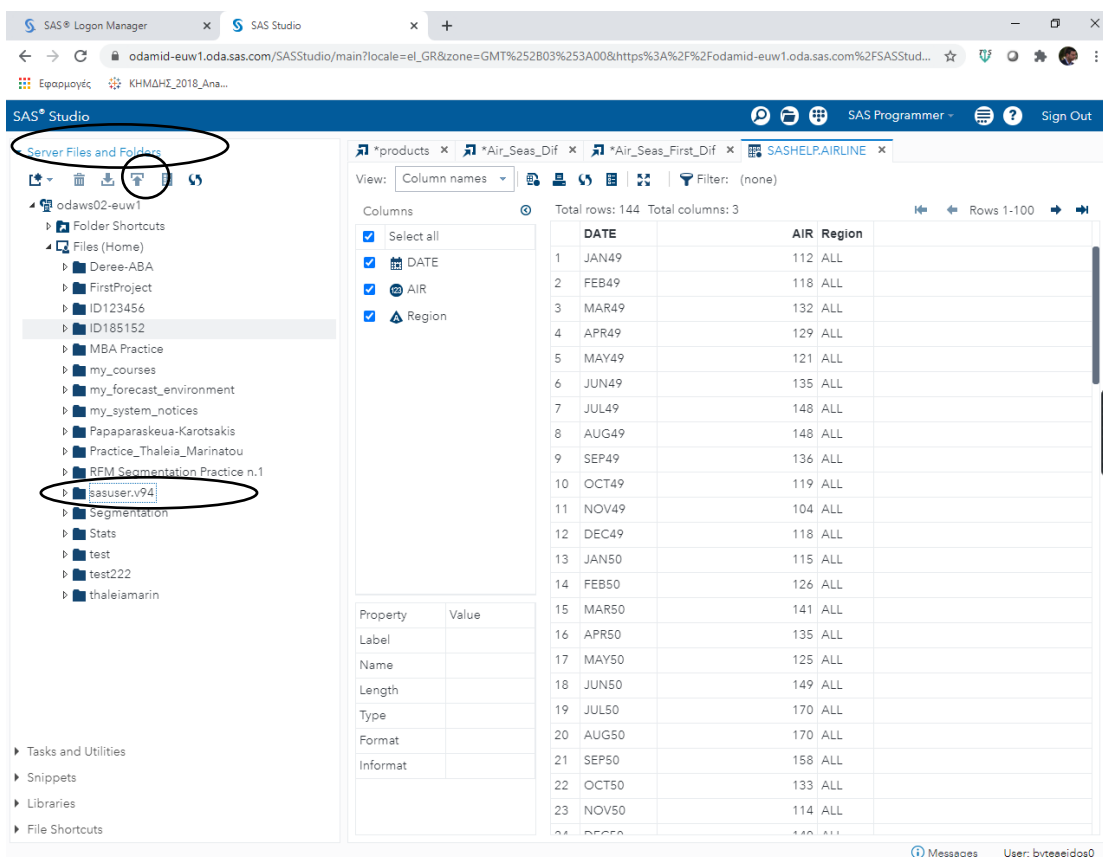 SAS® Logon Manager
SAS Studio
odamid-euw1.oda.sas.com/SASStudio/main?locale=el_GR&zone=GMT%252B03%253A00&https%3A%2F%2Fodamid-euw1.oda.sas.com%2FSASStud...
Εφαρμογές
ΚΗΜΔΗΣ_2018_Ana...
SAS® Studio
SAS Programmer
Sign Out
Server Files and Folders
odaws02-euw1
Folder Shortcuts
Files (Home)
Deree-ABA
FirstProject
ID123456
ID185152
MBA Practice
my_courses
my_forecast_environment
my_system_notices
Papaparaskeua-Karotsakis
Practice_Thaleia_Marinatou
RFM Segmentation Practice n.1
sasuser.v94
Segmentation
Stats
test
test222
thaleiamarin
Tasks and Utilities
Snippets
Libraries
File Shortcuts
*products
*Air_Seas_Dif
*Air_Seas_First_Dif
SASHELP.AIRLINE
View: Column names
Filter: (none)
Columns
Select all
DATE
AIR
Region
Property Value
Label
Name
Length
Type
Format
Informat
Total rows: 144 Total columns: 3
Rows 1-100
DATE AIR Region
1 JAN49 112 ALL
2 FEB49 118 ALL
3 MAR49 132 ALL
4 APR49 129 ALL
5 MAY49 121 ALL
6 JUN49 135 ALL
7 JUL49 148 ALL
8 AUG49 148 ALL
9 SEP49 136 ALL
10 OCT49 119 ALL
11 NOV49 104 ALL
12 DEC49 118 ALL
13 JAN50 115 ALL
14 FEB50 126 ALL
15 MAR50 141 ALL
16 APR50 135 ALL
17 MAY50 125 ALL
18 JUN50 149 ALL
19 JUL50 170 ALL
20 AUG50 170 ALL
21 SEP50 158 ALL
22 OCT50 133 ALL
23 NOV50 114 ALL
24 DEC50 140 ALL
Messages
User: